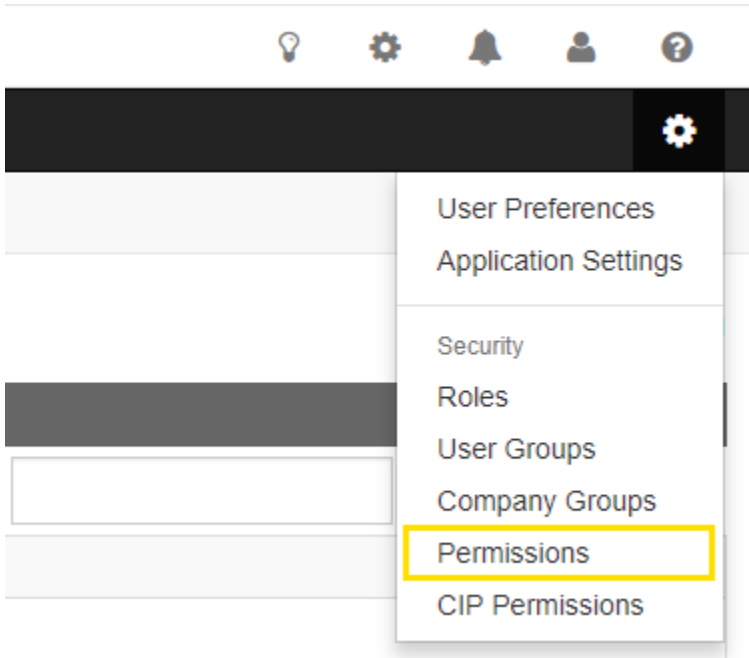 User Preferences
Application Settings
Security
Roles
User Groups
Company Groups
Permissions
CIP Permissions